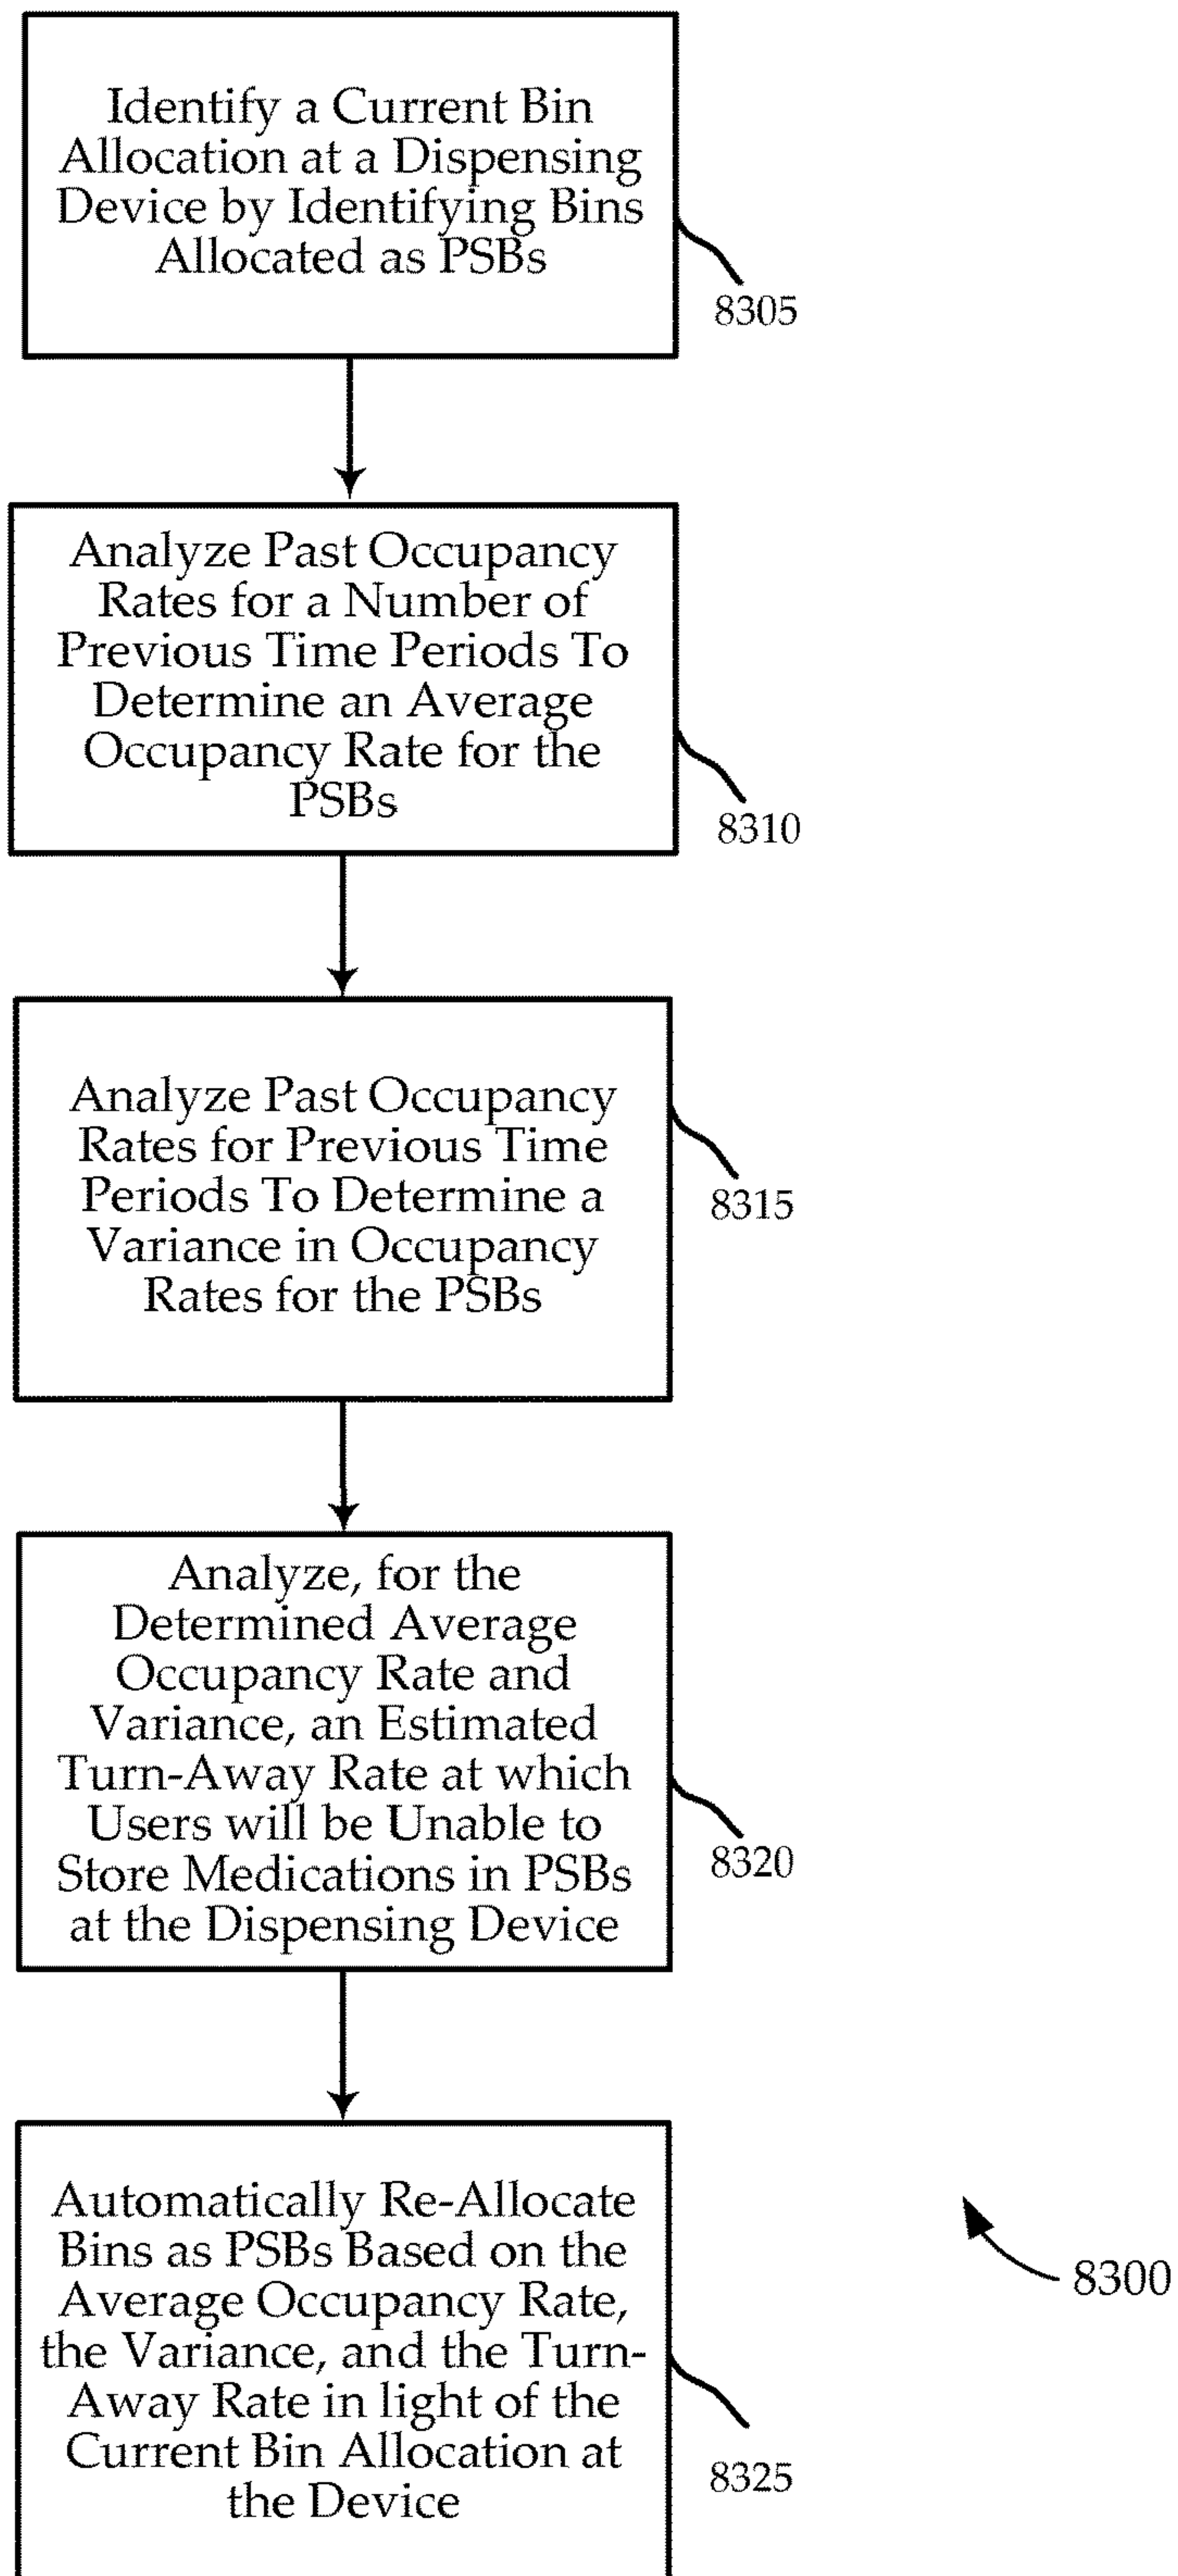 Identify a Current Bin
Allocation at a Dispensing
Device by Identifying Bins
Allocated as PSBs
8305
Analyze Past Occupancy
Rates for a Number of
Previous Time Periods To
Determine an Average
Occupancy Rate for the
PSBs
8310
Analyze Past Occupancy
Rates for Previous Time
Periods To Determine a
Variance in Occupancy
Rates for the PSBs
8315
Analyze, for the
Determined Average
Occupancy Rate and
Variance, an Estimated
Turn-Away Rate at which
Users will be Unable to
Store Medications in PSBs
at the Dispensing Device
8320
Automatically Re-Allocate
Bins as PSBs Based on the
Average Occupancy Rate,
the Variance, and the Turn-
Away Rate in light of the
Current Bin Allocation at
the Device
8325
8300